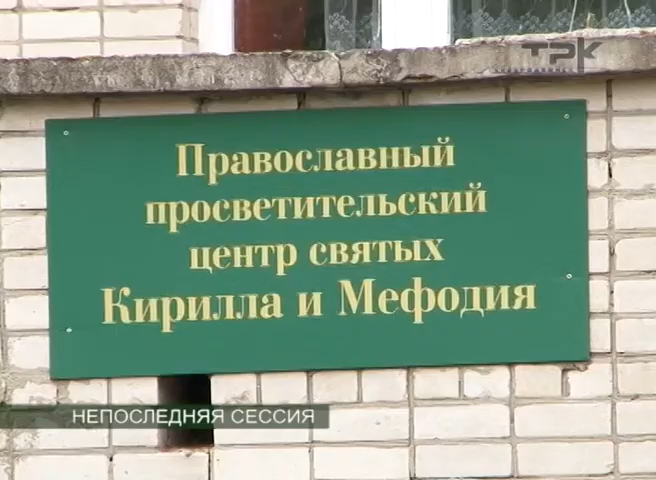 ТРК
Православный
просветительский
центр святых
Кирилла и Мефодия
НЕПОСЛЕДНЯЯ СЕССИЯ